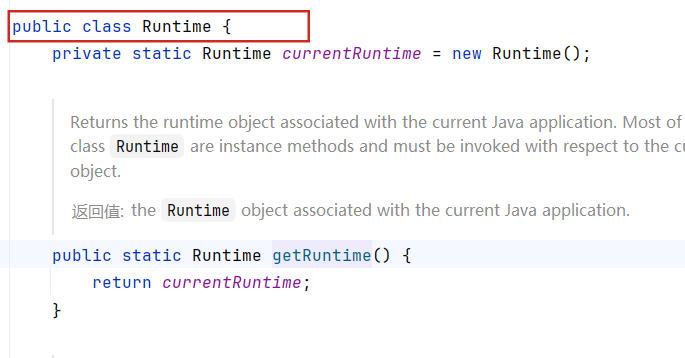 public class Runtime {
private static Runtime currentRuntime = new Runtime();
Returns the runtime object associated with the current Java application. Most of
class Runtime are instance methods and must be invoked with respect to the
object.
返回值: the Runtime object associated with the current Java application.
public static Runtime getRuntime() {
return currentRuntime;
}